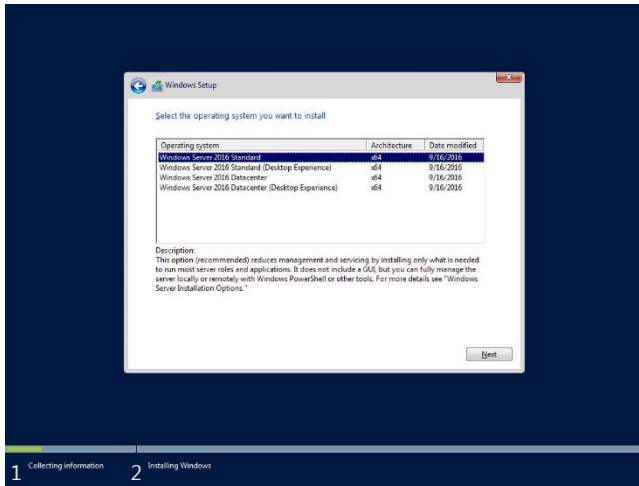 Windows Setup
Select the operating system you want to install
Operating system Architecture Date modified
Windows Server 2016 Standard x64 9/16/2016
Windows Server 2016 Standard (Desktop Experience) x64 9/16/2016
Windows Server 2016 Datacenter x64 9/16/2016
Windows Server 2016 Datacenter (Desktop Experience) x64 9/16/2016
Description:
This option (recommended) reduces management and servicing by installing only what is needed
to run most server roles and applications. It does not include a GUI, but you can fully manage the
server locally or remotely with Windows PowerShell or other tools. For more details see "Windows
Server Installation Options."
Next
1 Collecting information 2 Installing Windows